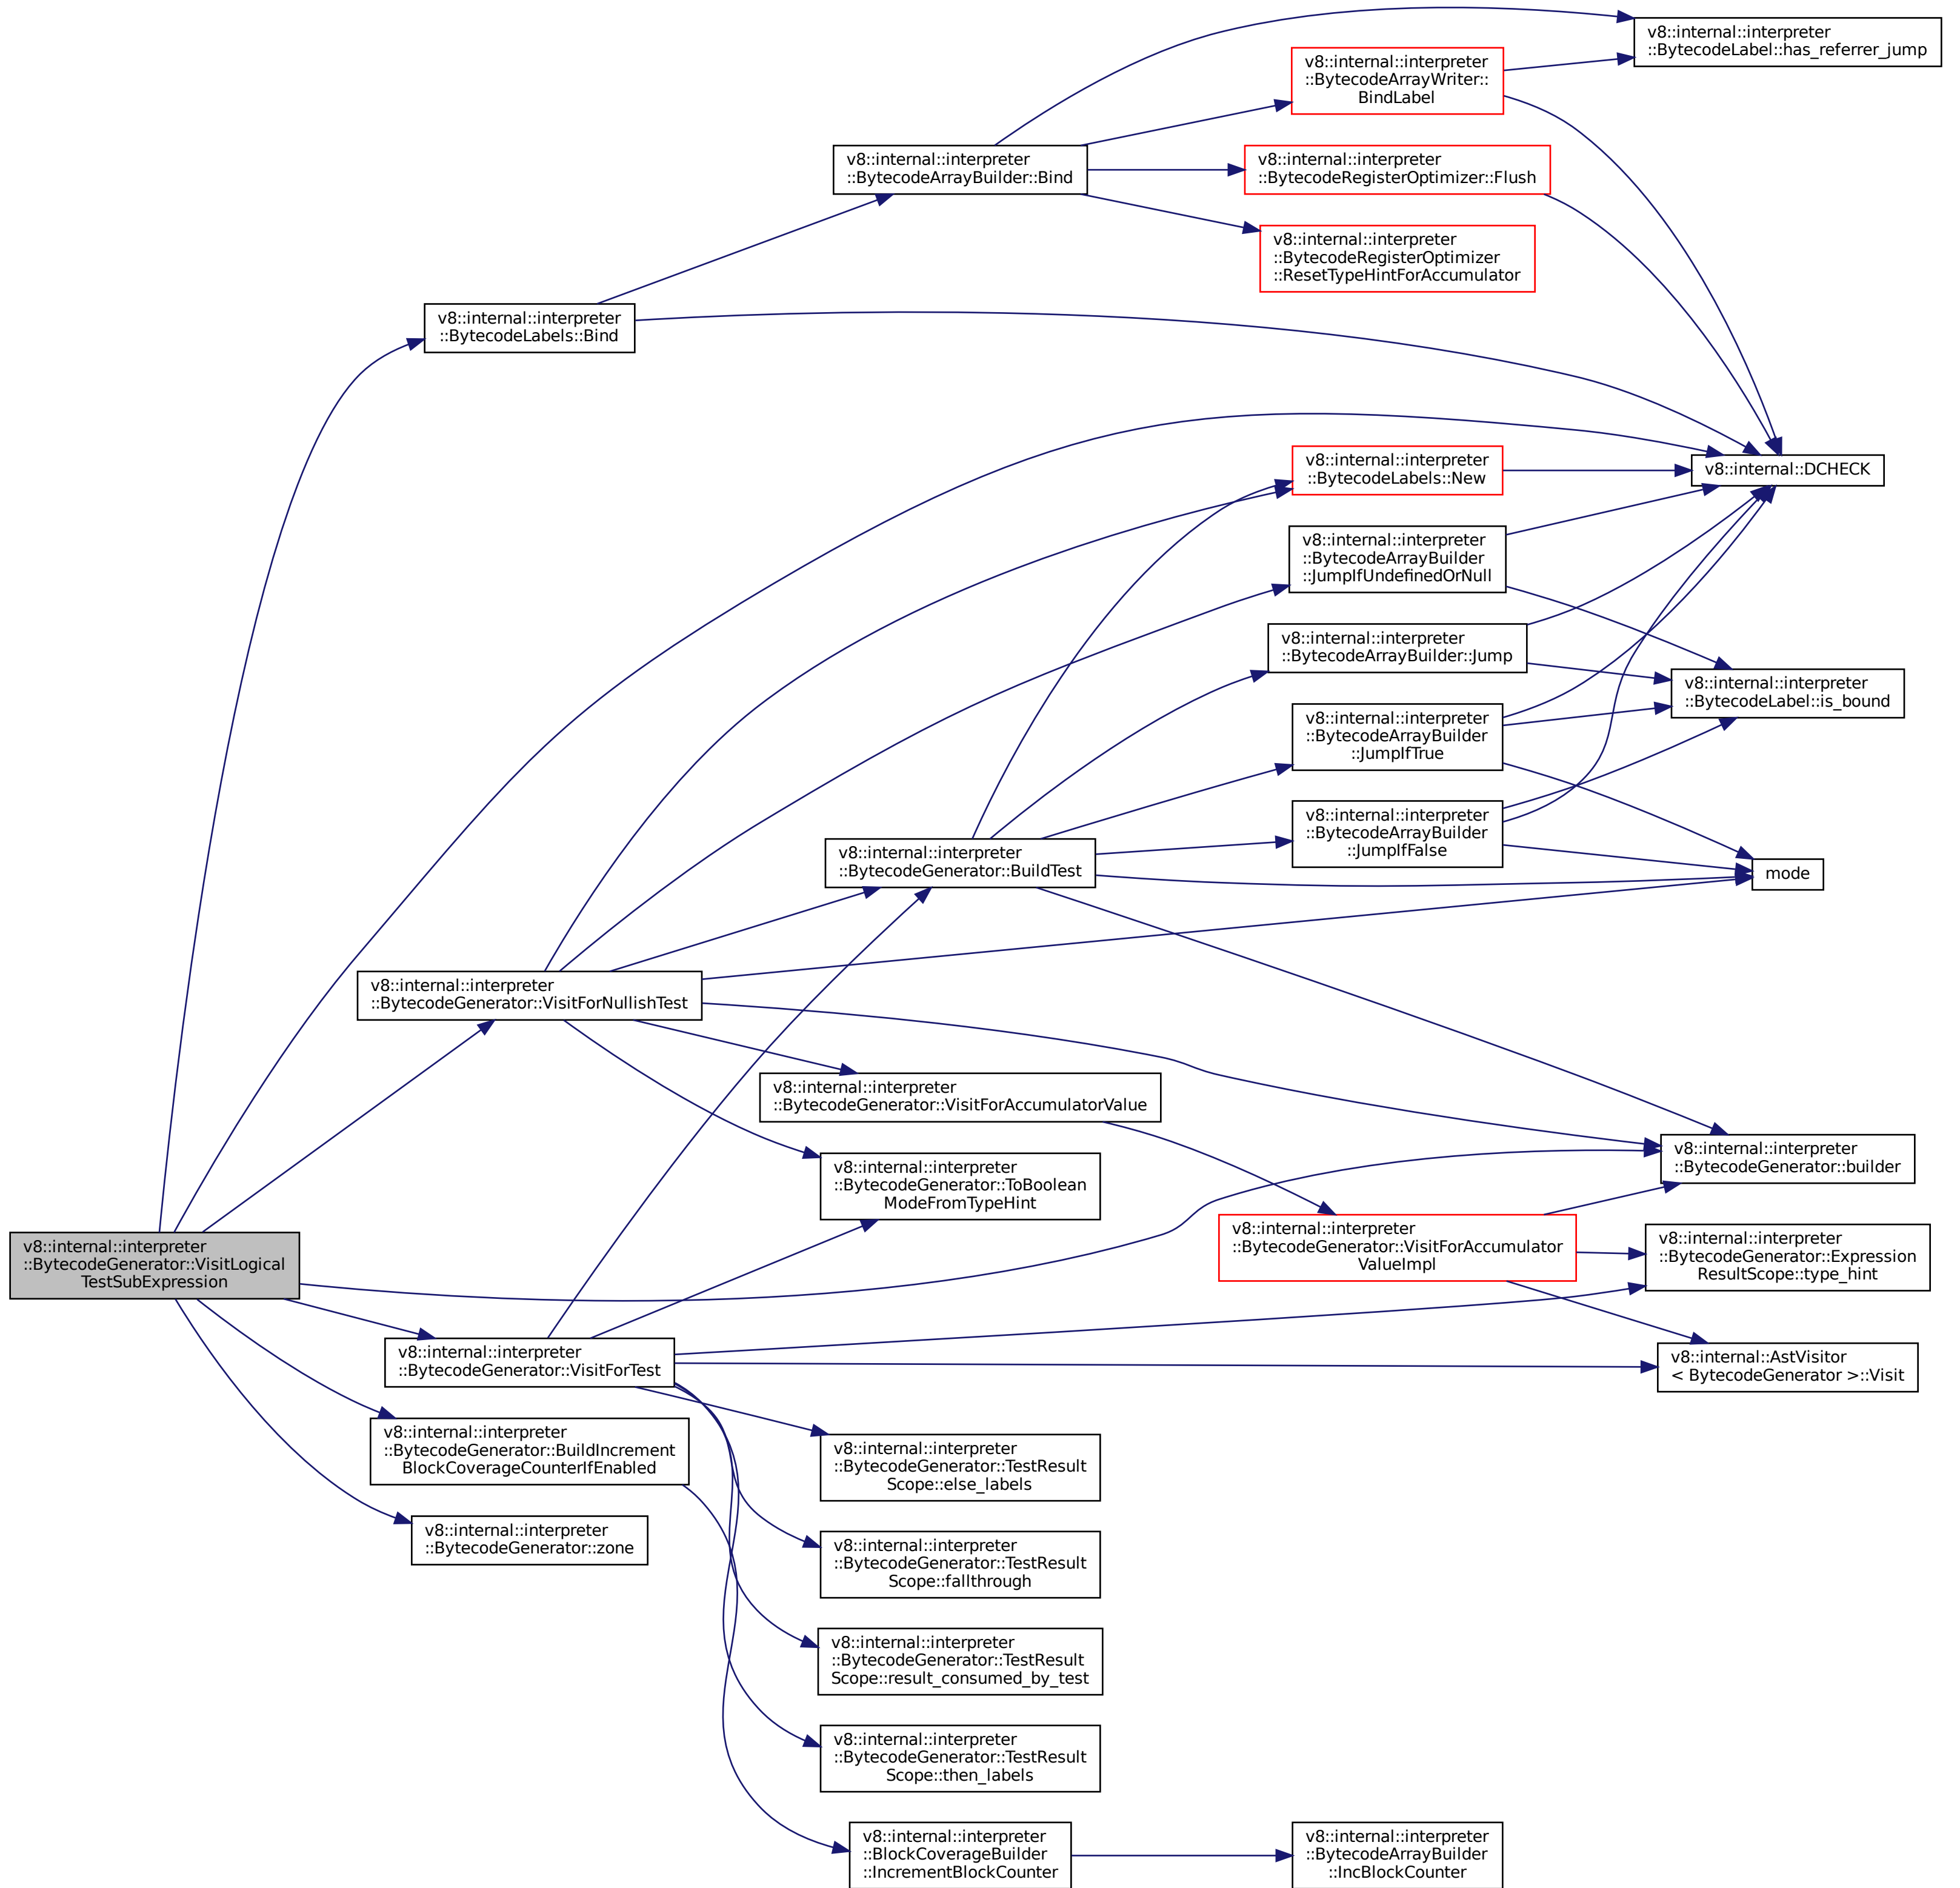 v8::internal::interpreter
::BytecodeLabel::has_referrer_jump
v8::internal::interpreter
::BytecodeArrayWriter::
BindLabel
v8::internal::interpreter
::BytecodeArrayBuilder::Bind
v8::internal::interpreter
::BytecodeRegisterOptimizer::Flush
v8::internal::interpreter
::BytecodeRegisterOptimizer
::ResetTypeHintForAccumulator
v8::internal::interpreter
::BytecodeLabels::Bind
v8::internal::interpreter
::BytecodeLabels::New
v8::internal::DCHECK
v8::internal::interpreter
::BytecodeArrayBuilder
::JumpIfUndefinedOrNull
v8::internal::interpreter
::BytecodeArrayBuilder::Jump
v8::internal::interpreter
::BytecodeLabel::is_bound
v8::internal::interpreter
::BytecodeArrayBuilder
::JumpIfTrue
v8::internal::interpreter
::BytecodeArrayBuilder
::JumpIfFalse
v8::internal::interpreter
::BytecodeGenerator::BuildTest
mode
v8::internal::interpreter
::BytecodeGenerator::VisitForNullishTest
v8::internal::interpreter
::BytecodeGenerator::VisitForAccumulatorValue
v8::internal::interpreter
::BytecodeGenerator::builder
v8::internal::interpreter
::BytecodeGenerator::ToBoolean
ModeFromTypeHint
v8::internal::interpreter
::BytecodeGenerator::VisitForAccumulator
ValueImpl
v8::internal::interpreter
::BytecodeGenerator::Expression
ResultScope::type_hint
v8::internal::interpreter
::BytecodeGenerator::VisitLogical
TestSubExpression
v8::internal::interpreter
::BytecodeGenerator::VisitForTest
v8::internal::AstVisitor
< BytecodeGenerator >::Visit
v8::internal::interpreter
::BytecodeGenerator::BuildIncrement
BlockCoverageCounterIfEnabled
v8::internal::interpreter
::BytecodeGenerator::TestResult
Scope::else_labels
v8::internal::interpreter
::BytecodeGenerator::zone
v8::internal::interpreter
::BytecodeGenerator::TestResult
Scope::fallthrough
v8::internal::interpreter
::BytecodeGenerator::TestResult
Scope::result_consumed_by_test
v8::internal::interpreter
::BytecodeGenerator::TestResult
Scope::then_labels
v8::internal::interpreter
::BlockCoverageBuilder
::IncrementBlockCounter
v8::internal::interpreter
::BytecodeArrayBuilder
::IncBlockCounter